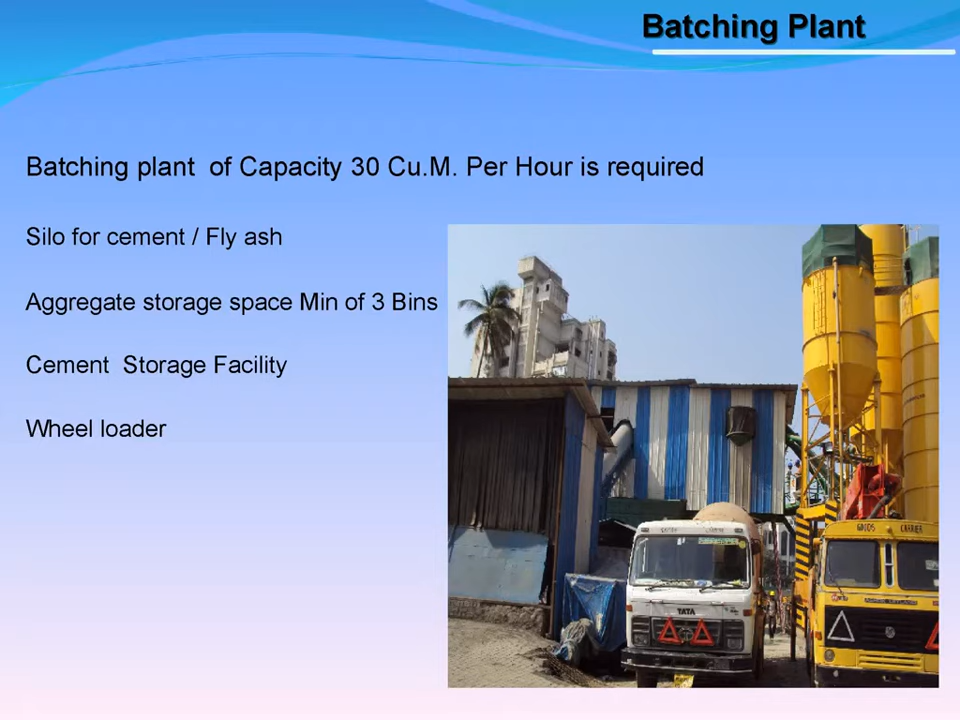 Batching Plant
Batching plant of Capacity 30 Cu.M. Per Hour is required
Silo for cement / Fly ash
Aggregate storage space Min of 3 Bins
Cement Storage Facility
Wheel loader
GOODS CARRIER
TATA